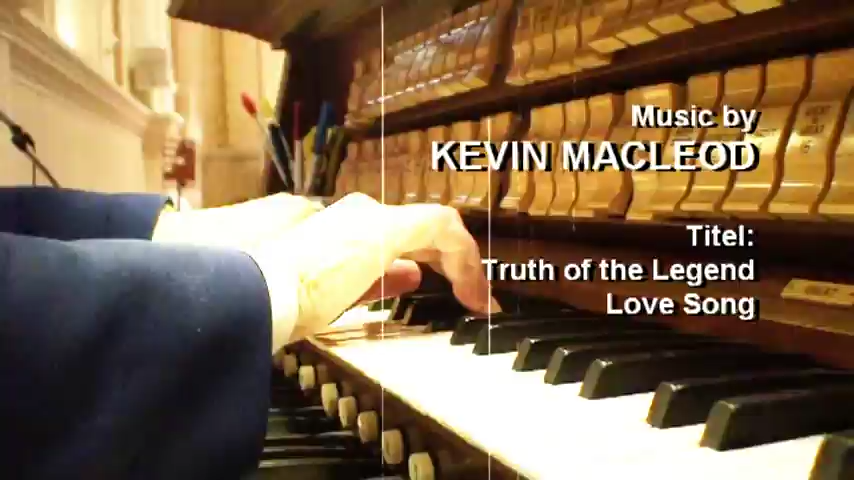 Music by
KEVIN MACLEOD
Titel:
Truth of the Legend
Love Song